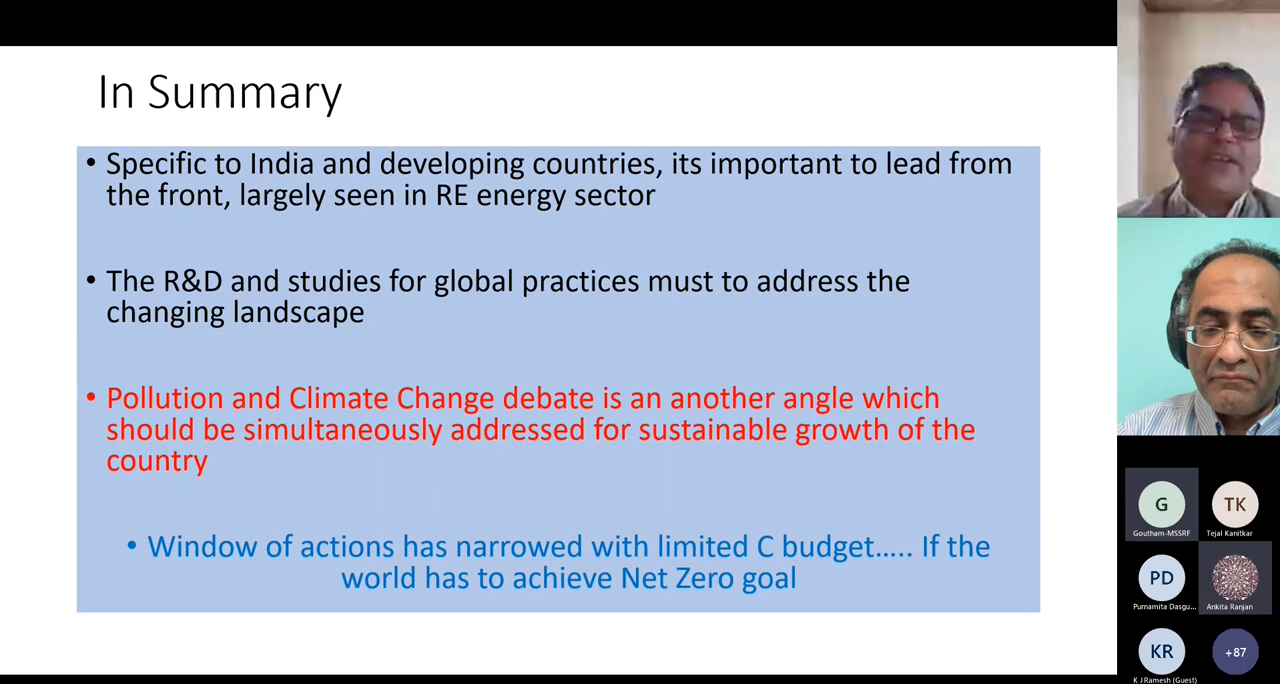 In Summary
• Specific to India and developing countries, its important to lead from
the front, largely seen in RE energy sector
• The R&D and studies for global practices must to address the
changing landscape
• Pollution and Climate Change debate is an another angle which
should be simultaneously addressed for sustainable growth of the
country
• Window of actions has narrowed with limited C budget..... If the
world has to achieve Net Zero goal
G
TK
Goutham-MSSRF
Tejal Kanitkar
PD
Purnamita Dasgu...
Ankita Ranjan
KR
+87
K J Ramesh (Guest)